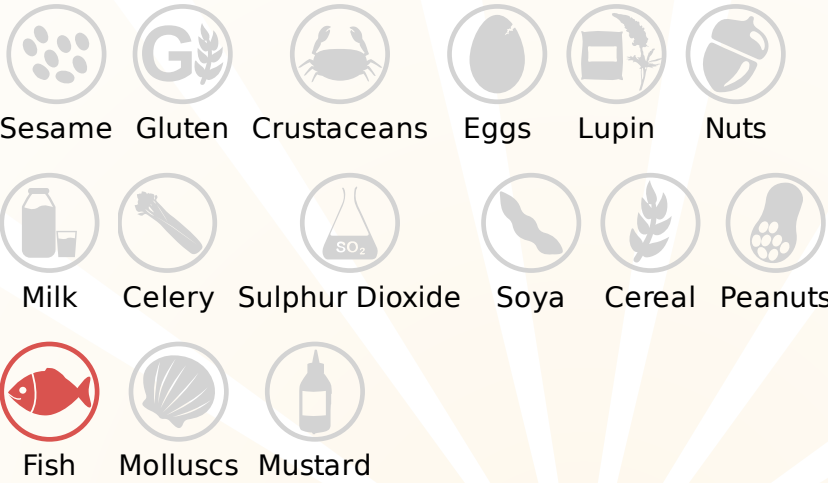 G
Sesame Gluten Crustaceans Eggs Lupin Nuts
SO₂
Milk Celery Sulphur Dioxide Soya Cereal Peanuts
Fish Molluscs Mustard